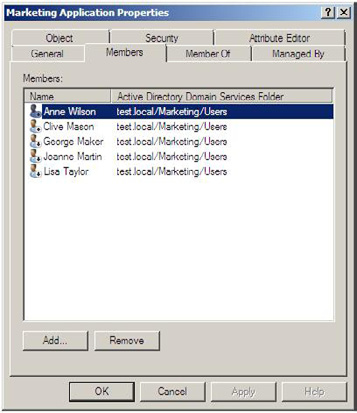 Marketing Application Properties
Object Security Attribute Editor
General Members Member Of Managed By
Members:
Name Active Directory Domain Services Folder
Anne Wilson test.local/Marketing/Users
Clive Mason test.local/Marketing/Users
George Maker test.local/Marketing/Users
Joanne Martin test.local/Marketing/Users
Lisa Taylor test.local/Marketing/Users
Add... Remove
OK Cancel Apply Help